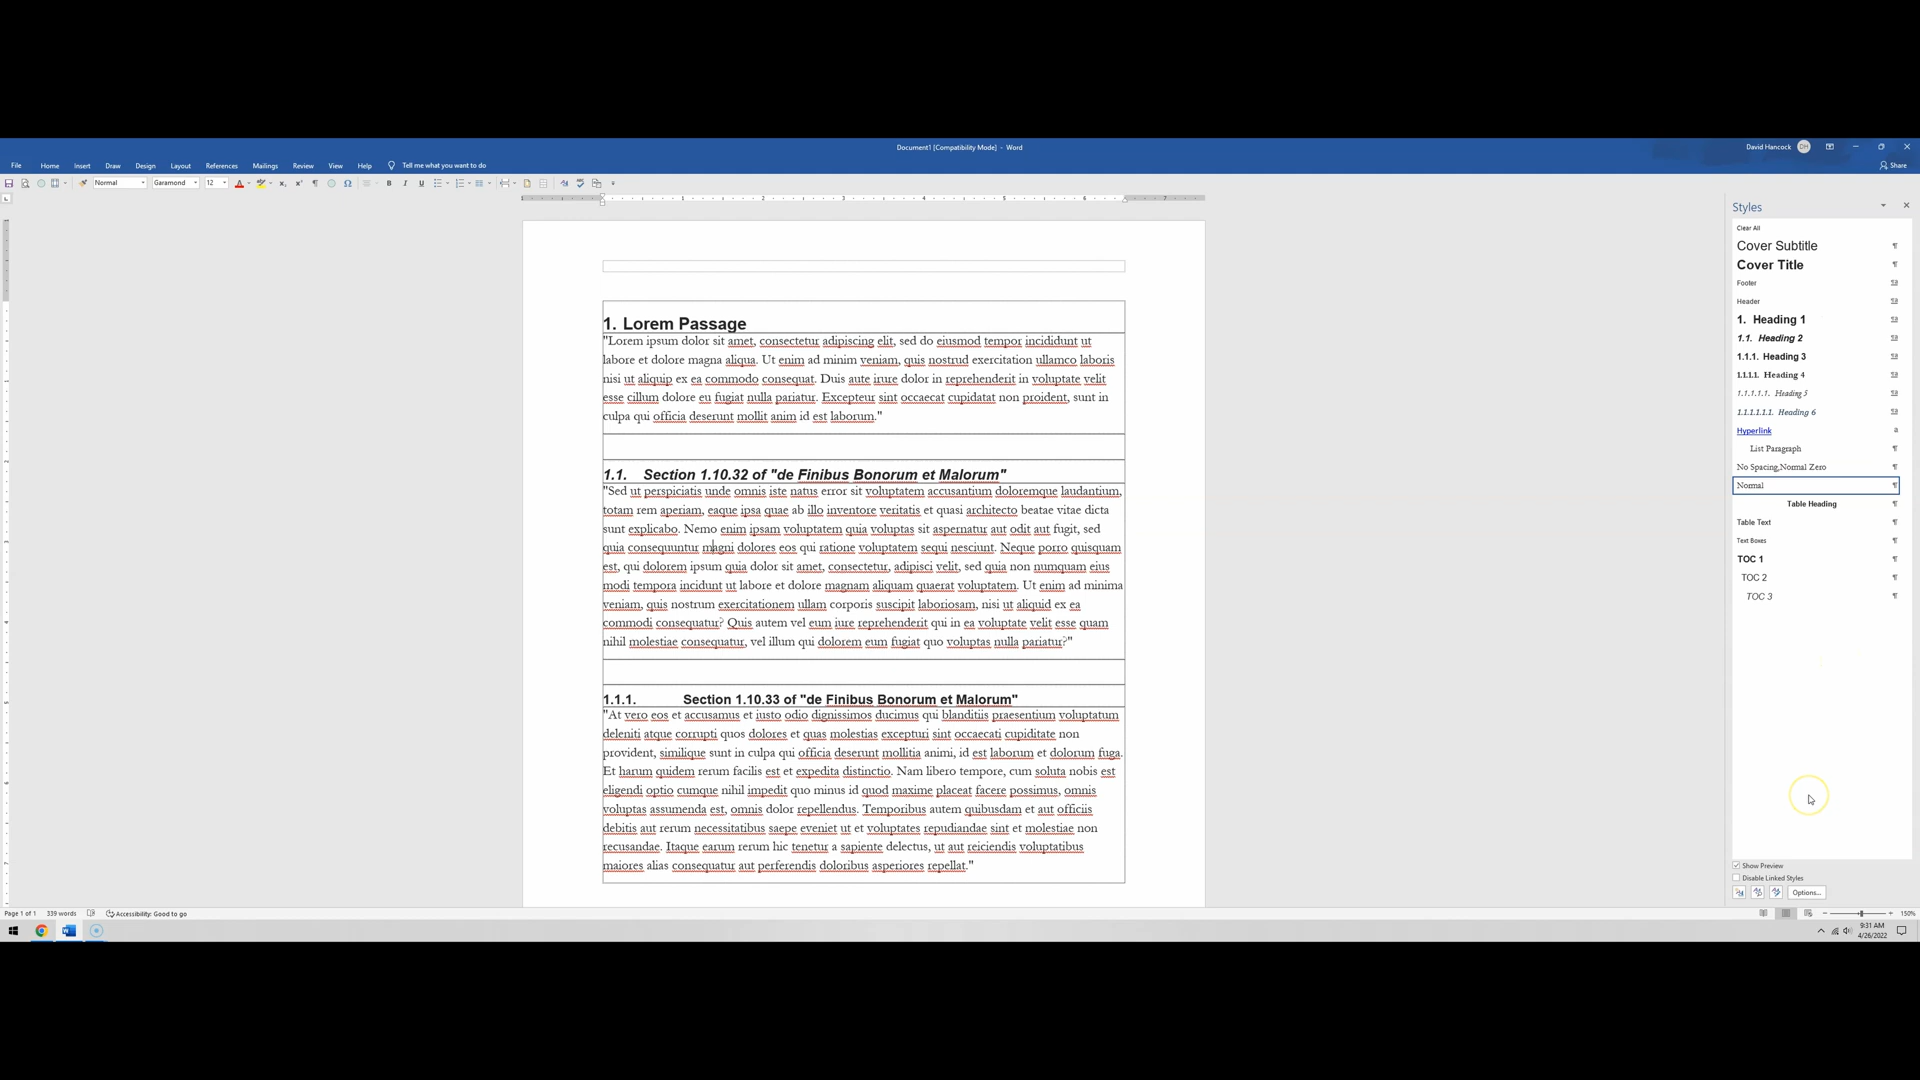 Document1 [Compatibility Mode] - Word
David Hancock DH
File Home Insert Draw Design Layout References Mailings Review View Help Tell me what you want to do
Share
Normal Garamond 12
Styles
Clear All
Cover Subtitle
Cover Title
Footer
Header
1. Heading 1
1.1. Heading 2
1.1.1. Heading 3
1.1.1.1. Heading 4
1.1.1.1.1. Heading 5
1.1.1.1.1.1. Heading 6
Hyperlink
List Paragraph
No Spacing,Normal Zero
Normal
Table Heading
Table Text
Text Boxes
TOC 1
TOC 2
TOC 3
Show Preview
Disable Linked Styles
Options...
1. Lorem Passage
"Lorem ipsum dolor sit amet, consectetur adipiscing elit, sed do eiusmod tempor incididunt ut
labore et dolore magna aliqua. Ut enim ad minim veniam, quis nostrud exercitation ullamco laboris
nisi ut aliquip ex ea commodo consequat. Duis aute irure dolor in reprehenderit in voluptate velit
esse cillum dolore eu fugiat nulla pariatur. Excepteur sint occaecat cupidatat non proident, sunt in
culpa qui officia deserunt mollit anim id est laborum."
1.1. Section 1.10.32 of "de Finibus Bonorum et Malorum"
"Sed ut perspiciatis unde omnis iste natus error sit voluptatem accusantium doloremque laudantium,
totam rem aperiam, eaque ipsa quae ab illo inventore veritatis et quasi architecto beatae vitae dicta
sunt explicabo. Nemo enim ipsam voluptatem quia voluptas sit aspernatur aut odit aut fugit, sed
quia consequuntur magni dolores eos qui ratione voluptatem sequi nesciunt. Neque porro quisquam
est, qui dolorem ipsum quia dolor sit amet, consectetur, adipisci velit, sed quia non numquam eius
modi tempora incidunt ut labore et dolore magnam aliquam quaerat voluptatem. Ut enim ad minima
veniam, quis nostrum exercitationem ullam corporis suscipit laboriosam, nisi ut aliquid ex ea
commodi consequatur? Quis autem vel eum iure reprehenderit qui in ea voluptate velit esse quam
nihil molestiae consequatur, vel illum qui dolorem eum fugiat quo voluptas nulla pariatur?"
1.1.1. Section 1.10.33 of "de Finibus Bonorum et Malorum"
"At vero eos et accusamus et iusto odio dignissimos ducimus qui blanditiis praesentium voluptatum
deleniti atque corrupti quos dolores et quas molestias excepturi sint occaecati cupiditate non
provident, similique sunt in culpa qui officia deserunt mollitia animi, id est laborum et dolorum fuga.
Et harum quidem rerum facilis est et expedita distinctio. Nam libero tempore, cum soluta nobis est
eligendi optio cumque nihil impedit quo minus id quod maxime placeat facere possimus, omnis
voluptas assumenda est, omnis dolor repellendus. Temporibus autem quibusdam et aut officiis
debitis aut rerum necessitatibus saepe eveniet ut et voluptates repudiandae sint et molestiae non
recusandae. Itaque earum rerum hic tenetur a sapiente delectus, ut aut reiciendis voluptatibus
maiores alias consequatur aut perferendis doloribus asperiores repellat."
Page 1 of 1 339 words Accessibility: Good to go
150%
9:31 AM
4/26/2022